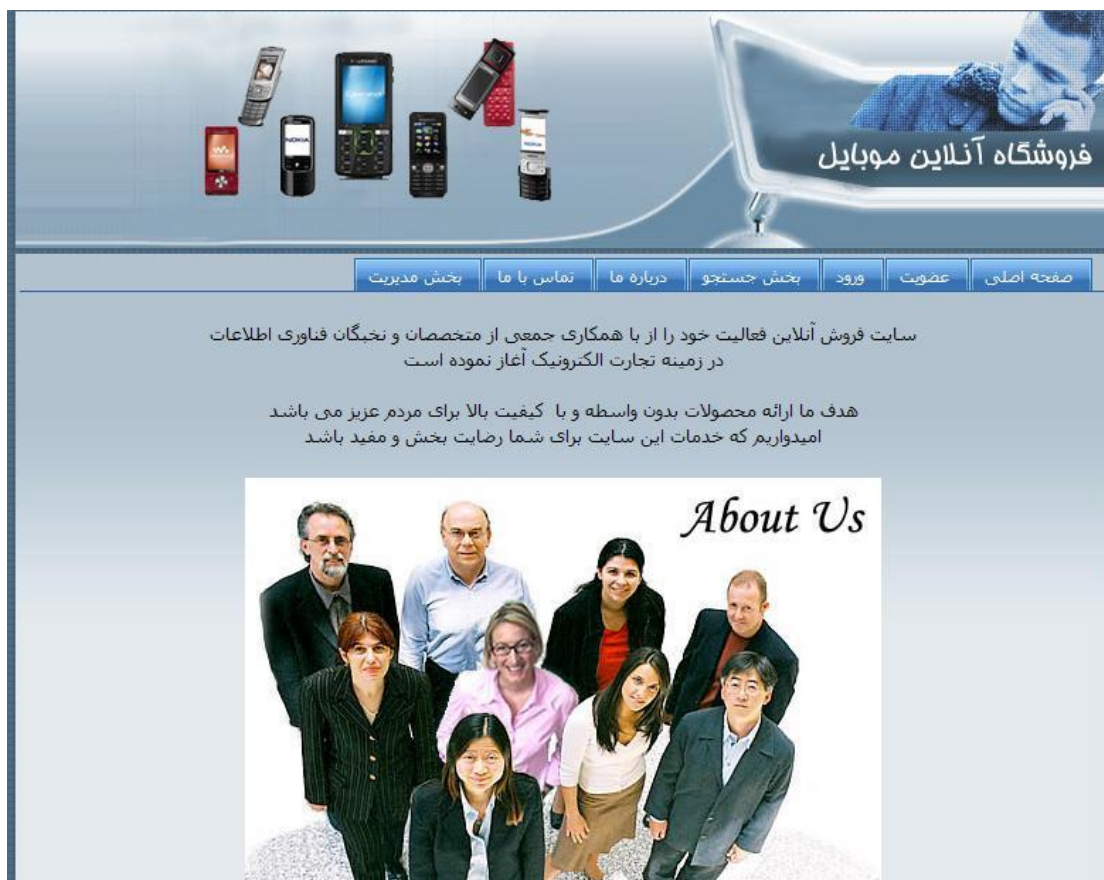 فروشگاه آنلاین موبایل
صفحه اصلی عضویت ورود بخش جستجو درباره ما تماس با ما بخش مدیریت
سایت فروش آنلاین فعالیت خود را از با همکاری جمعی از متخصصان و نخبگان فناوری اطلاعات
در زمینه تجارت الکترونیک آغاز نموده است
هدف ما ارائه محصولات بدون واسطه و با کیفیت بالا برای مردم عزیز می باشد
امیدواریم که خدمات این سایت برای شما رضایت بخش و مفید باشد
About Us